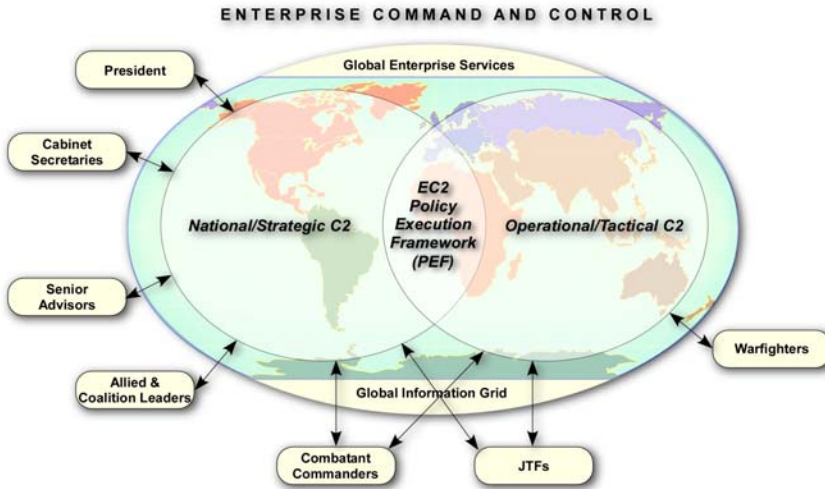 ENTERPRISE COMMAND AND CONTROL
Global Enterprise Services
President
Cabinet
Secretaries
Senior
Advisors
Allied &
Coalition Leaders
National/Strategic C2
EC2
Policy
Execution
Framework
(PEF)
Operational/Tactical C2
Warfighters
Global Information Grid
Combatant
Commanders
JTFs